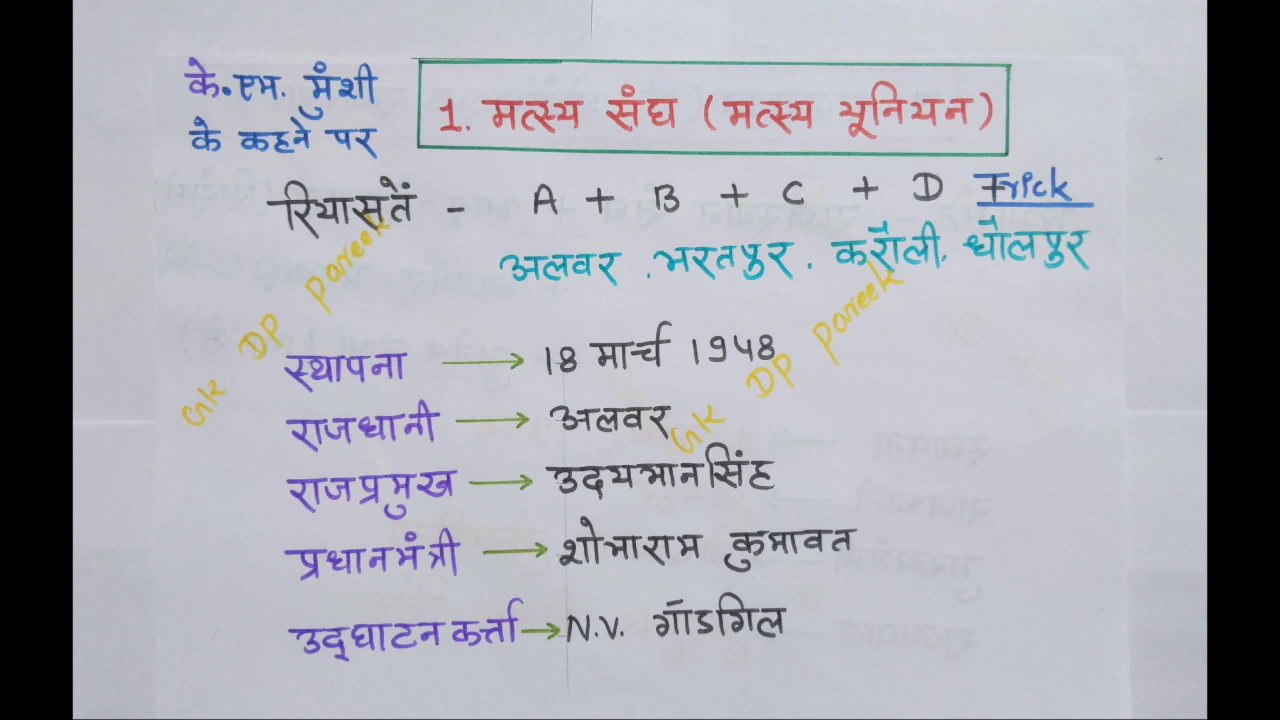 के.एम. मुंशी
के कहने पर
1. मत्स्य संघ (मत्स्य यूनियन)
रियासतें - A + B + C + D Trick
अलवर, भरतपुर, करौली, धौलपुर
स्थापना → 18 मार्च 1948
राजधानी → अलवर
राजप्रमुख → उदयभानसिंह
प्रधानमंत्री → शोभाराम कुमावत
उद्घाटन कर्त्ता → N.V. गॉडगिल
GK DP Pareek
GK DP Pareek